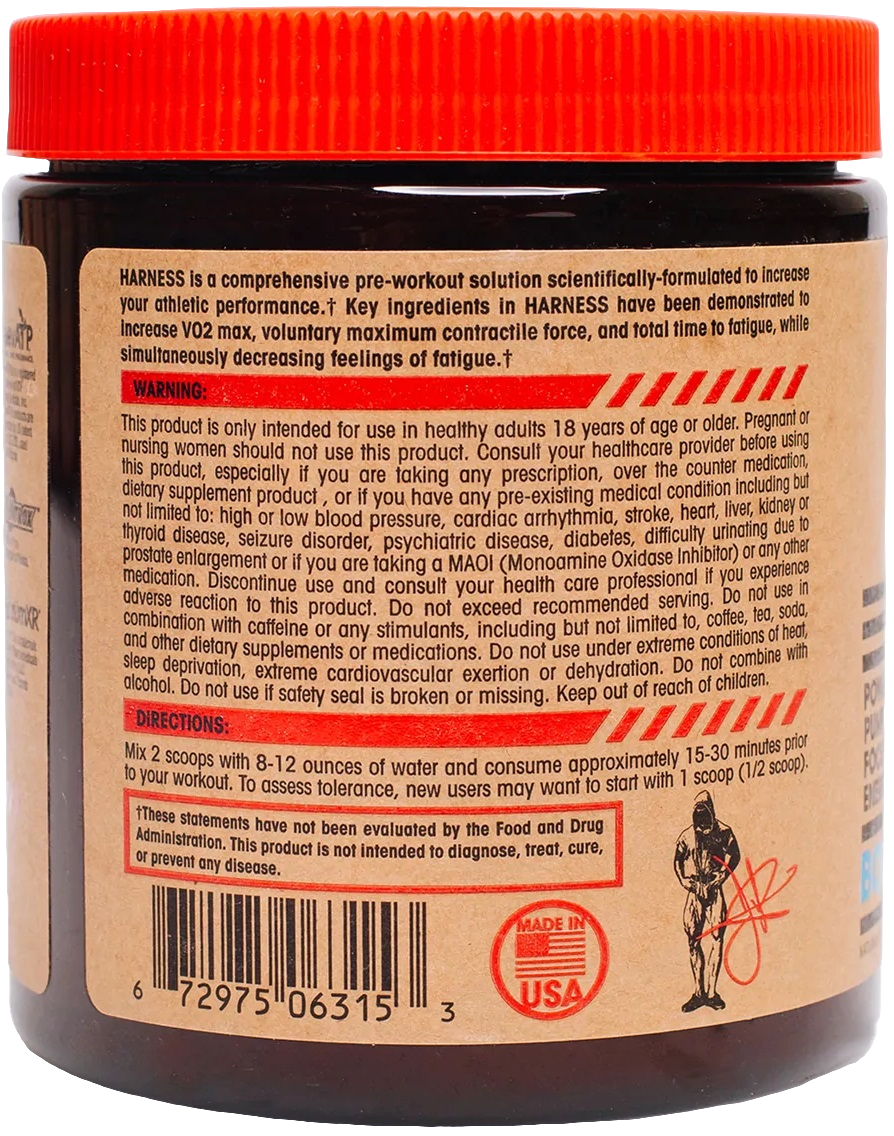 HARNESS is a comprehensive pre-workout solution scientifically-formulated to increase
your athletic performance.† Key ingredients in HARNESS have been demonstrated to
increase VO2 max, voluntary maximum contractile force, and total time to fatigue, while
simultaneously decreasing feelings of fatigue.†
WARNING:
This product is only intended for use in healthy adults 18 years of age or older. Pregnant or
nursing women should not use this product. Consult your healthcare provider before using
this product, especially if you are taking any prescription, over the counter medication,
dietary supplement product , or if you have any pre-existing medical condition including but
not limited to: high or low blood pressure, cardiac arrhythmia, stroke, heart, liver, kidney or
thyroid disease, seizure disorder, psychiatric disease, diabetes, difficulty urinating due to
prostate enlargement or if you are taking a MAOI (Monoamine Oxidase Inhibitor) or any other
medication. Discontinue use and consult your health care professional if you experience
adverse reaction to this product. Do not exceed recommended serving. Do not use in
combination with caffeine or any stimulants, including but not limited to, coffee, tea, soda,
and other dietary supplements or medications. Do not use under extreme conditions of heat,
sleep deprivation, extreme cardiovascular exertion or dehydration. Do not combine with
alcohol. Do not use if safety seal is broken or missing. Keep out of reach of children.
DIRECTIONS:
Mix 2 scoops with 8-12 ounces of water and consume approximately 15-30 minutes prior
to your workout. To assess tolerance, new users may want to start with 1 scoop (1/2 scoop).
†These statements have not been evaluated by the Food and Drug
Administration. This product is not intended to diagnose, treat, cure,
or prevent any disease.
6 72975 06315 3
MADE IN
USA